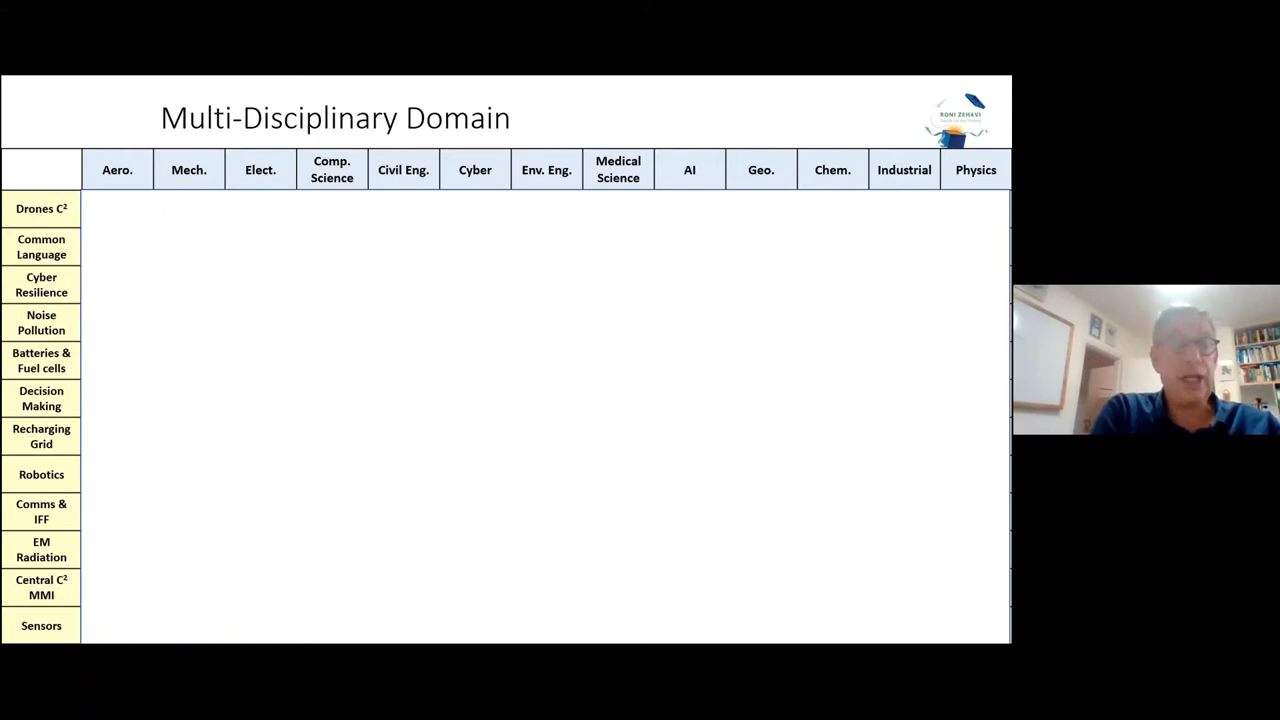 Multi-Disciplinary Domain
RONI ZEHAVI
Aero.
Mech.
Elect.
Comp.
Science
Civil Eng.
Cyber
Env. Eng.
Medical
Science
AI
Geo.
Chem.
Industrial
Physics
Drones C²
Common
Language
Cyber
Resilience
Noise
Pollution
Batteries &
Fuel cells
Decision
Making
Recharging
Grid
Robotics
Comms &
IFF
EM
Radiation
Central C²
MMI
Sensors